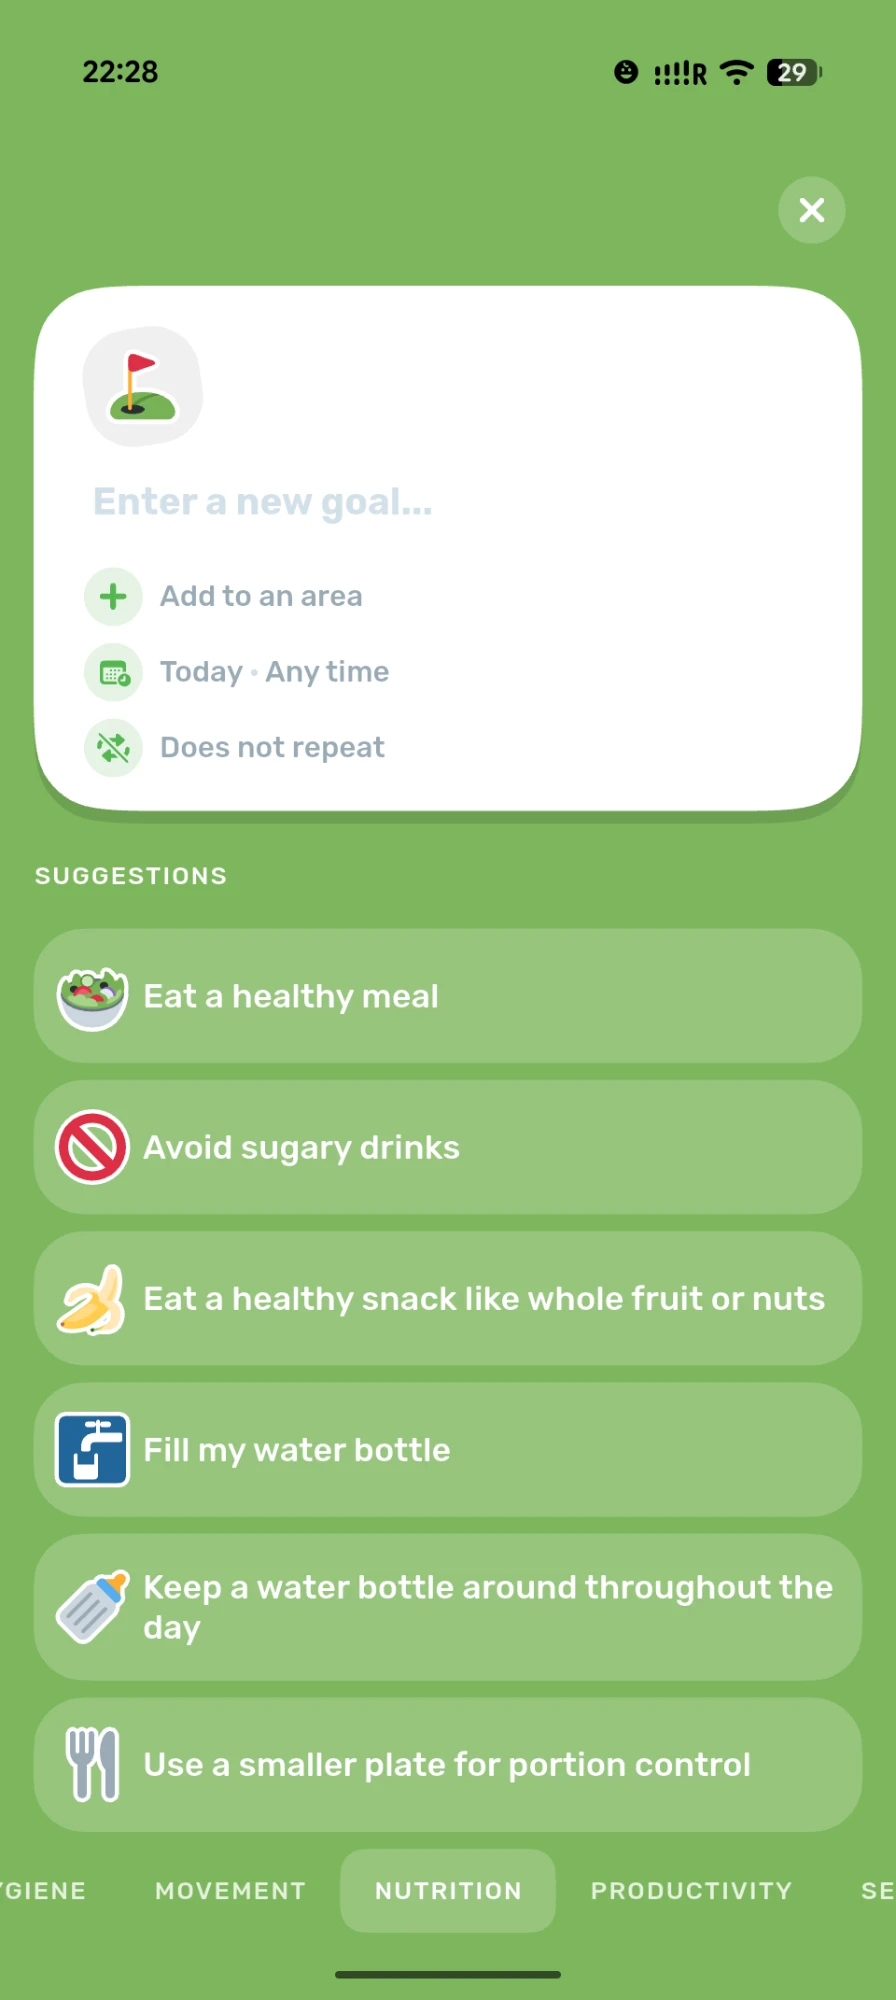 22:28
R
29
Enter a new goal...
Add to an area
Today • Any time
Does not repeat
SUGGESTIONS
Eat a healthy meal
Avoid sugary drinks
Eat a healthy snack like whole fruit or nuts
Fill my water bottle
Keep a water bottle around throughout the
day
Use a smaller plate for portion control
YGIENE MOVEMENT NUTRITION PRODUCTIVITY SE